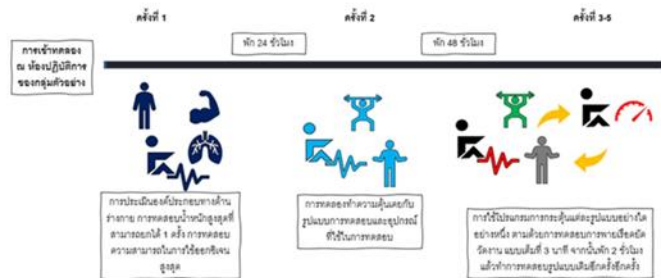 ครั้งที่ 1
ครั้งที่ 2
ครั้งที่ 3-5
พัก 24 ชั่วโมง
พัก 48 ชั่วโมง
การเข้าทดลอง
ณ ห้องปฏิบัติการ
ของกลุ่มตัวอย่าง
การประเมินองค์ประกอบทางด้าน
ร่างกาย การทดสอบน้ำหนักสูงสุดที่
สามารถยกได้ 1 ครั้ง การทดสอบ
ความสามารถในการใช้ออกซิเจน
สูงสุด
การทดลองทำความคุ้นเคยกับ
รูปแบบการทดสอบและอุปกรณ์
ที่ใช้ในการทดสอบ
การใช้โปรแกรมการกระตุ้นแต่ละรูปแบบอย่างใด
อย่างหนึ่ง ตามด้วยการทดสอบการพายเรือยัด
วัดงาน แบบเต็มที่ 3 นาที จากนั้นพัก 2 ชั่วโมง
แล้วทำการทดสอบรูปแบบเดิมอีกครั้งอีกครั้ง